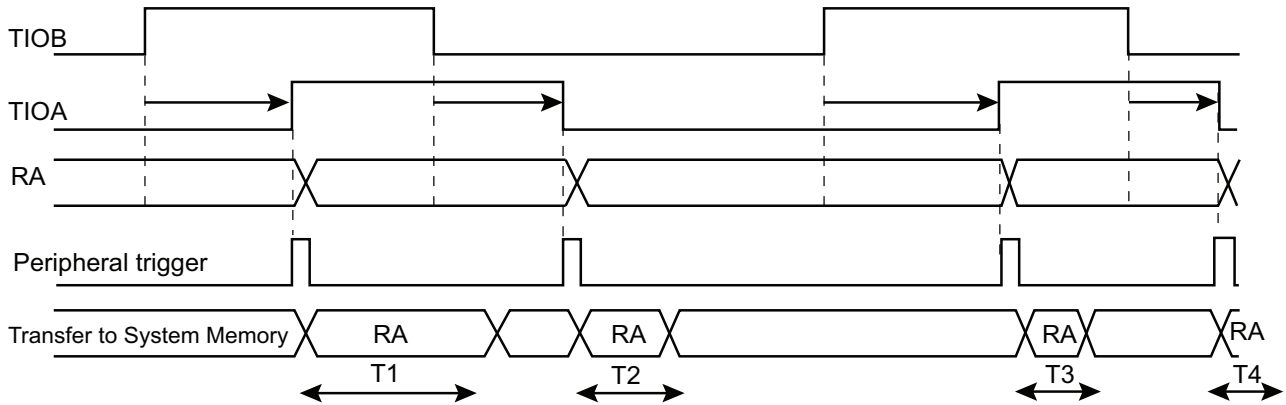 TIOB
TIOA
RA
Peripheral trigger
Transfer to System Memory RA RA RA RA
T1 T2 T3 T4